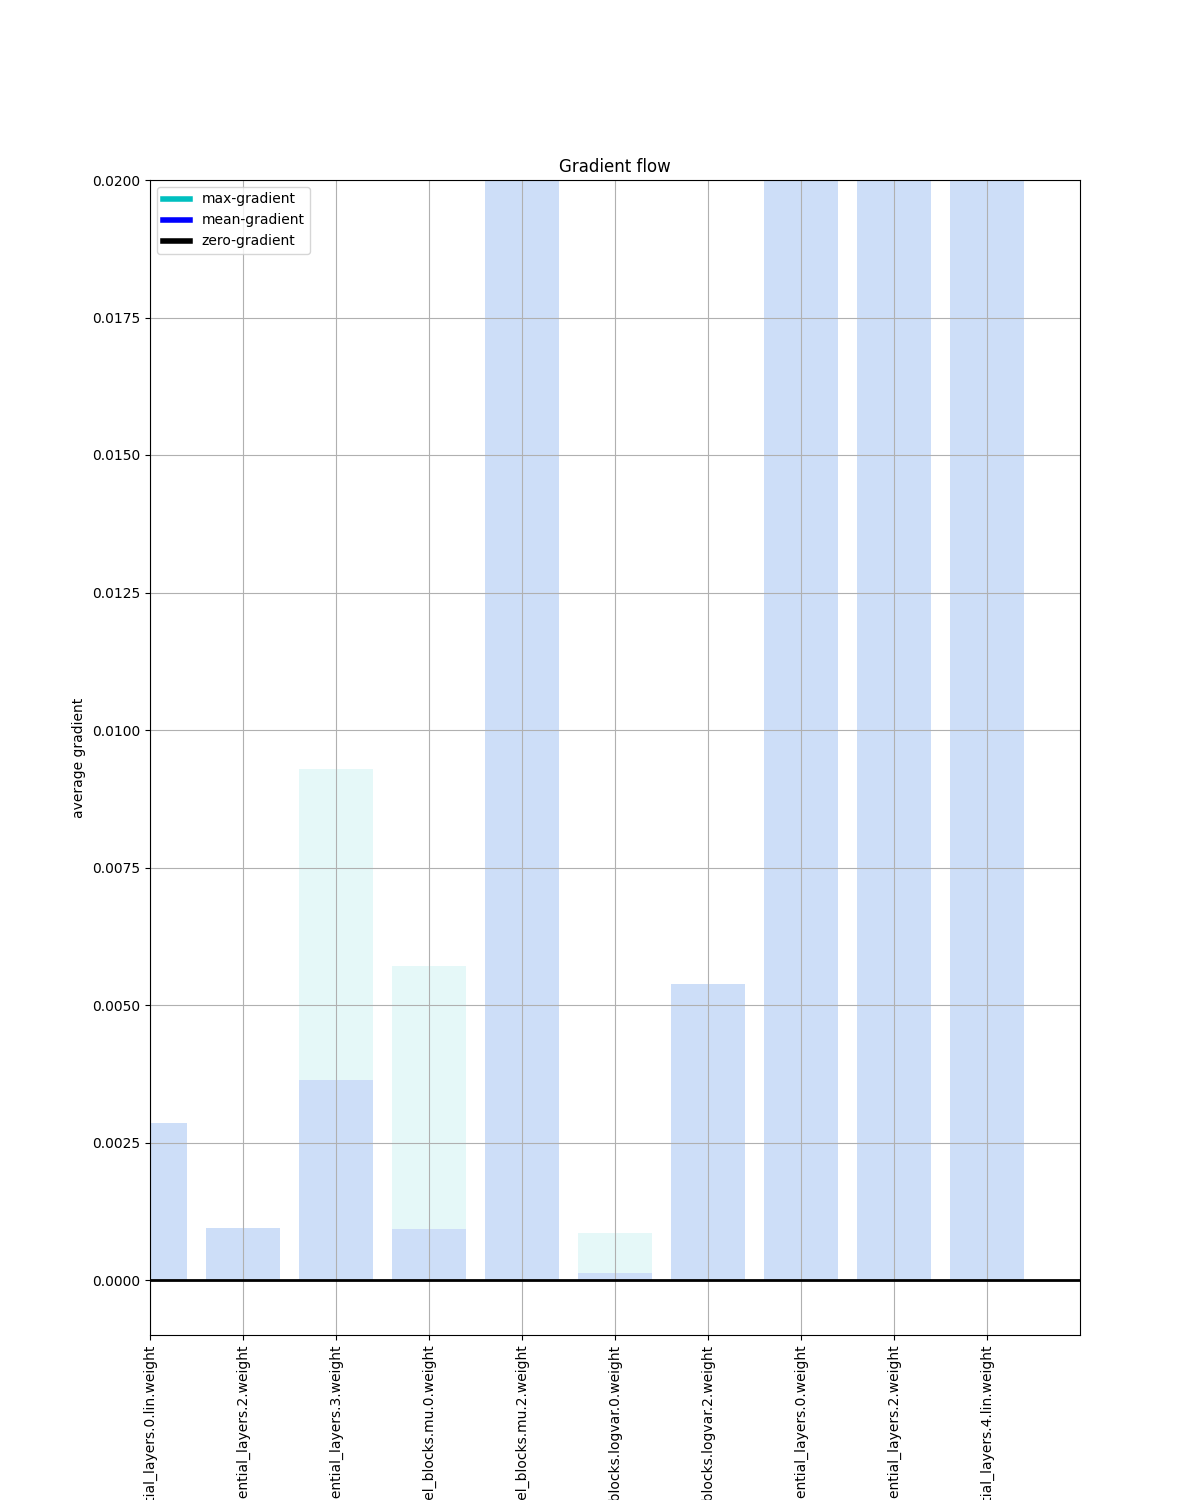 Gradient flow
max-gradient
mean-gradient
zero-gradient
0.0200
0.0175
0.0150
0.0125
0.0100
0.0075
0.0050
0.0025
0.0000
average gradient
tial_layers.0.lin.weight
ential_layers.2.weight
ential_layers.3.weight
el_blocks.mu.0.weight
el_blocks.mu.2.weight
blocks.logvar.0.weight
blocks.logvar.2.weight
ential_layers.0.weight
ential_layers.2.weight
tial_layers.4.lin.weight